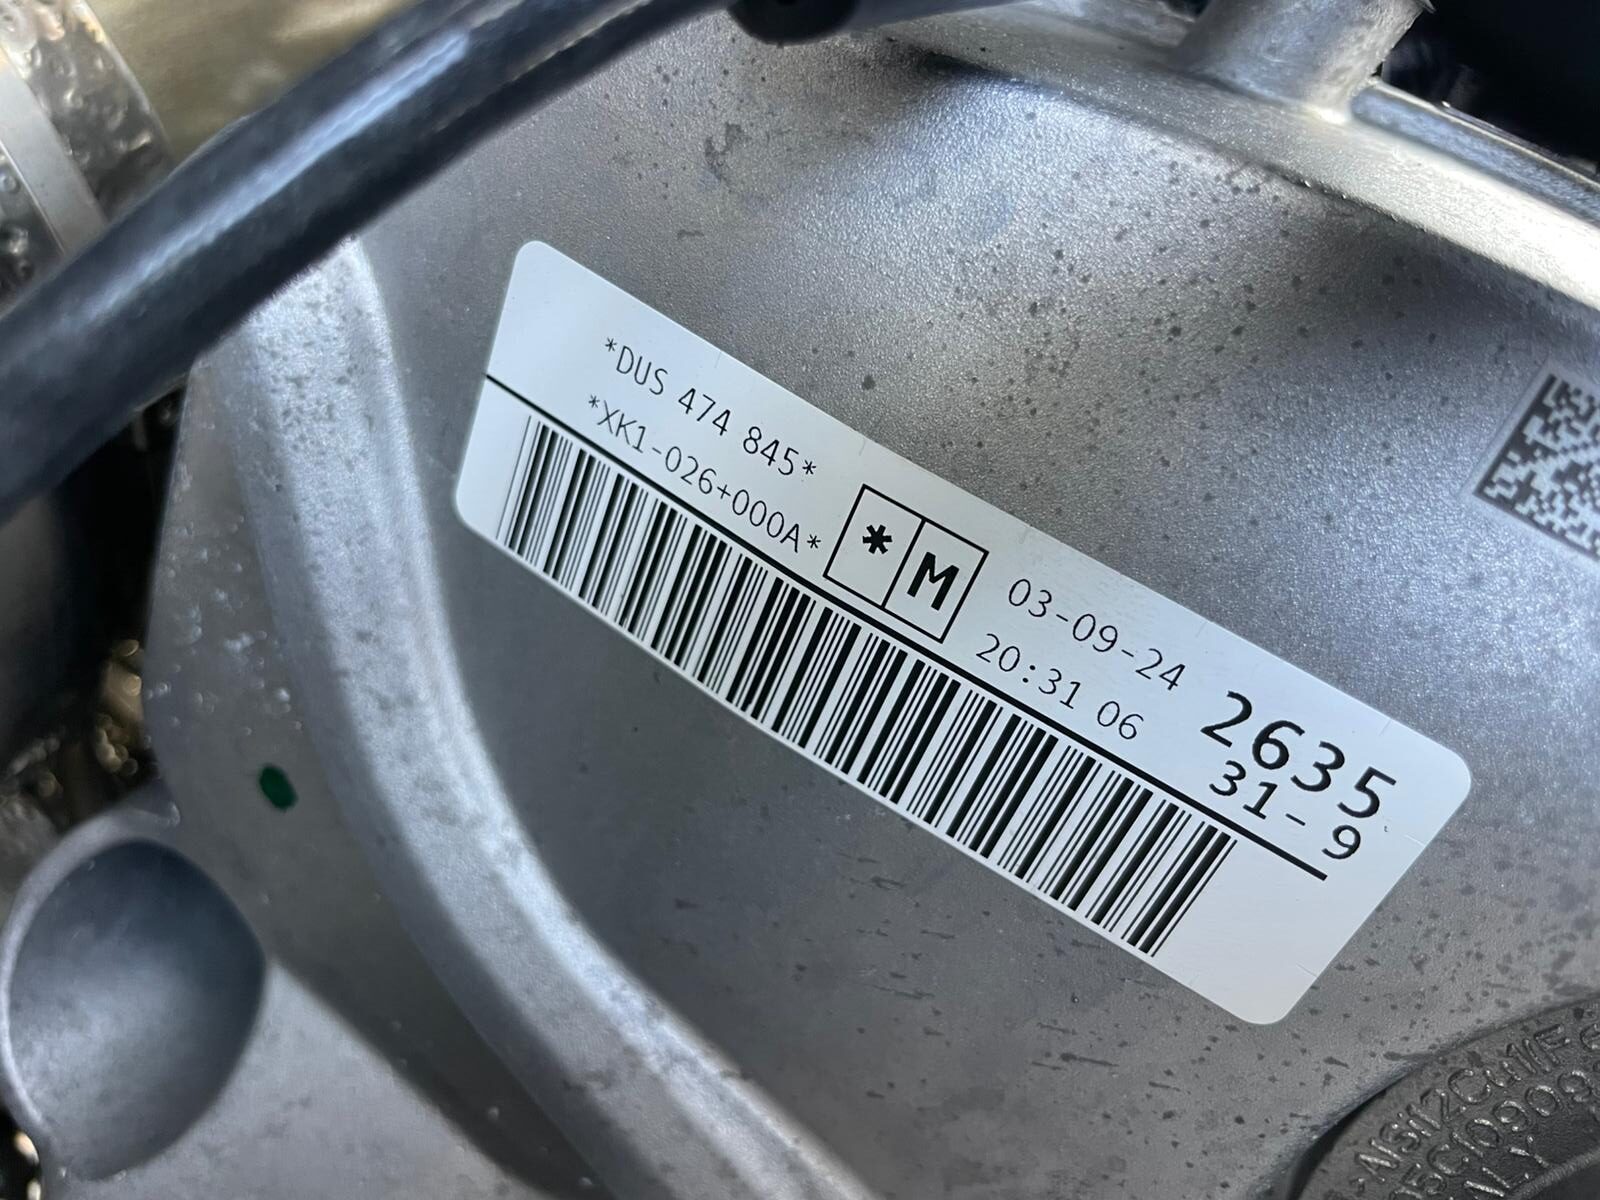 *DUS 474 845*
*XK1-026+000A*
* M
03-09-24
20:31 06
2635
31- 9